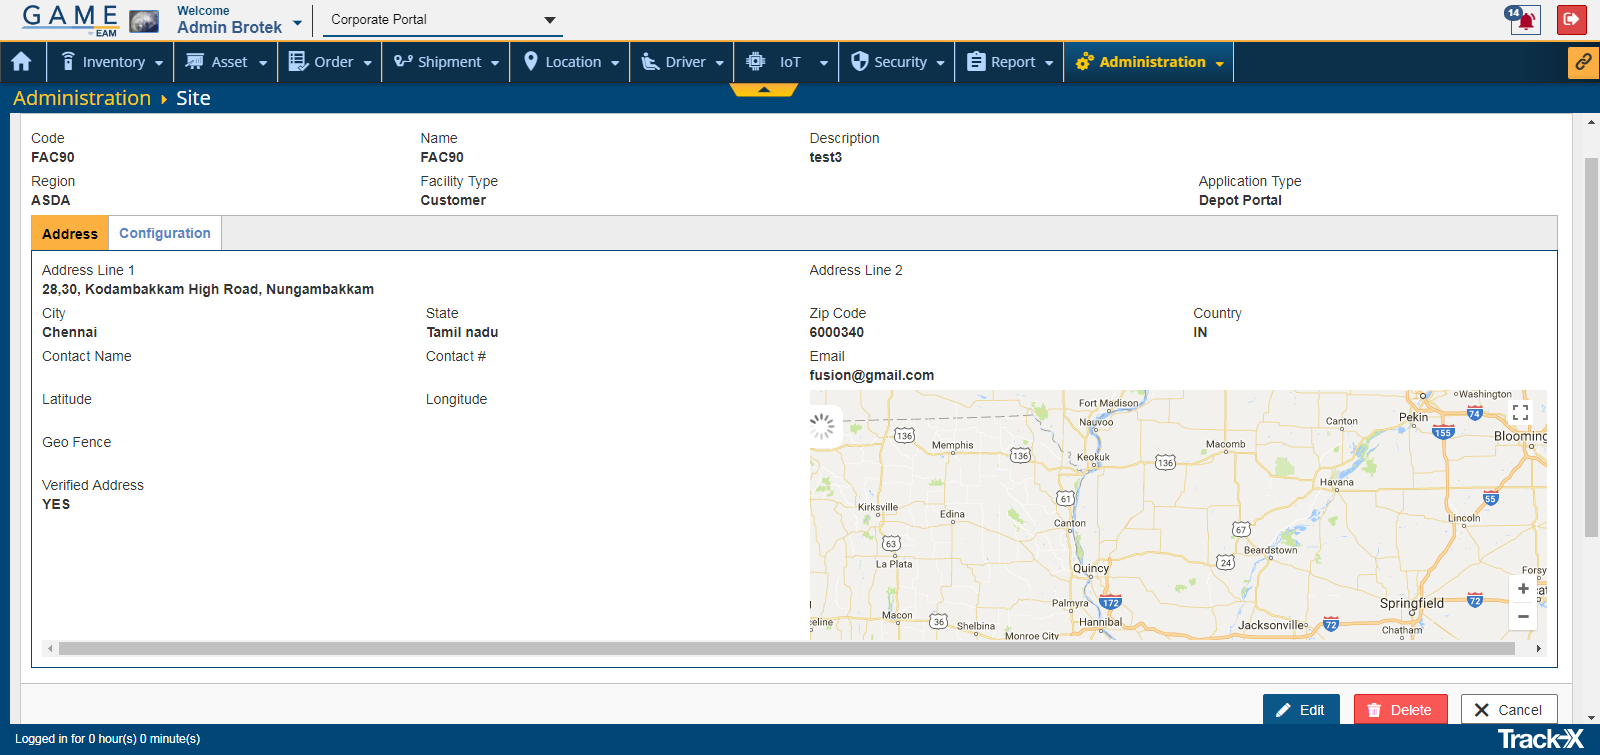 GAME
EAM
Welcome
Admin Brotek
Corporate Portal
14
Inventory
Asset
Order
Shipment
Location
Driver
IoT
Security
Report
Administration
Administration Site
Code
Name
Description
FAC90
FAC90
test3
Region
Facility Type
Application Type
ASDA
Customer
Depot Portal
Address
Configuration
Address Line 1
Address Line 2
28,30, Kodambakkam High Road, Nungambakkam
City
State
Zip Code
Country
Chennai
Tamil nadu
6000340
IN
Contact Name
Contact #
Email
fusion@gmail.com
Latitude
Longitude
Geo Fence
Verified Address
YES
Washington
Fort Madison
Nauvoo
Pekin
74
Canton
155
Blooming
136
Memphis
136
Keokuk
136
Macomb
Havana
61
55
Kirksville
Edina
Canton
Lincoln
67
63
Beardstown
La Plata
24
Quincy
Forsy
Palmyra
172
Springfield
72
Macon
36
Shelbina
Hannibal
Jacksonville
72
Chatham
celine
Monroe City
Edit
Delete
Cancel
Logged in for 0 hour(s) 0 minute(s)
Track-X